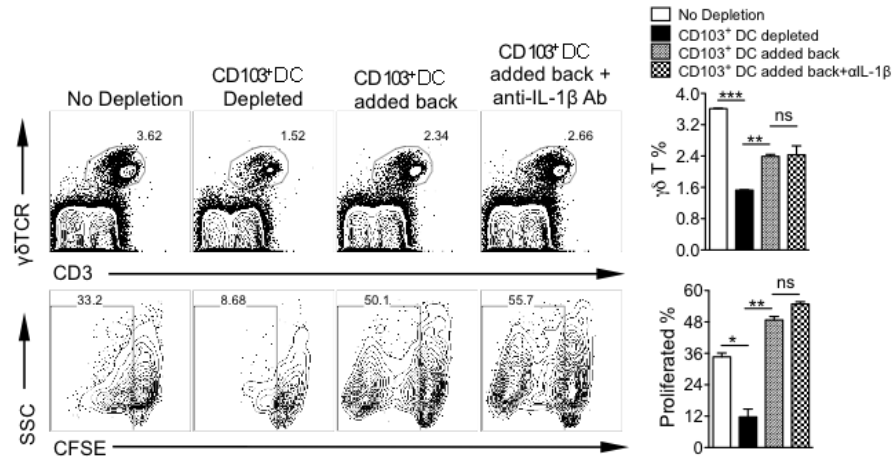 No Depletion
CD103⁺ DC depleted
CD103⁺ DC added back
CD103⁺ DC added back+αIL-1β
No Depletion
CD103⁺DC
Depleted
CD103⁺DC
added back
CD103⁺DC
added back +
anti-IL-1β Ab
3.62
1.52
2.34
2.66
γδTCR
CD3
33.2
8.68
50.1
55.7
SSC
CFSE
4.0
3.2
2.4
1.6
0.8
0.0
γδ T %
***
**
ns
60
48
36
24
12
0
Proliferated %
*
**
ns